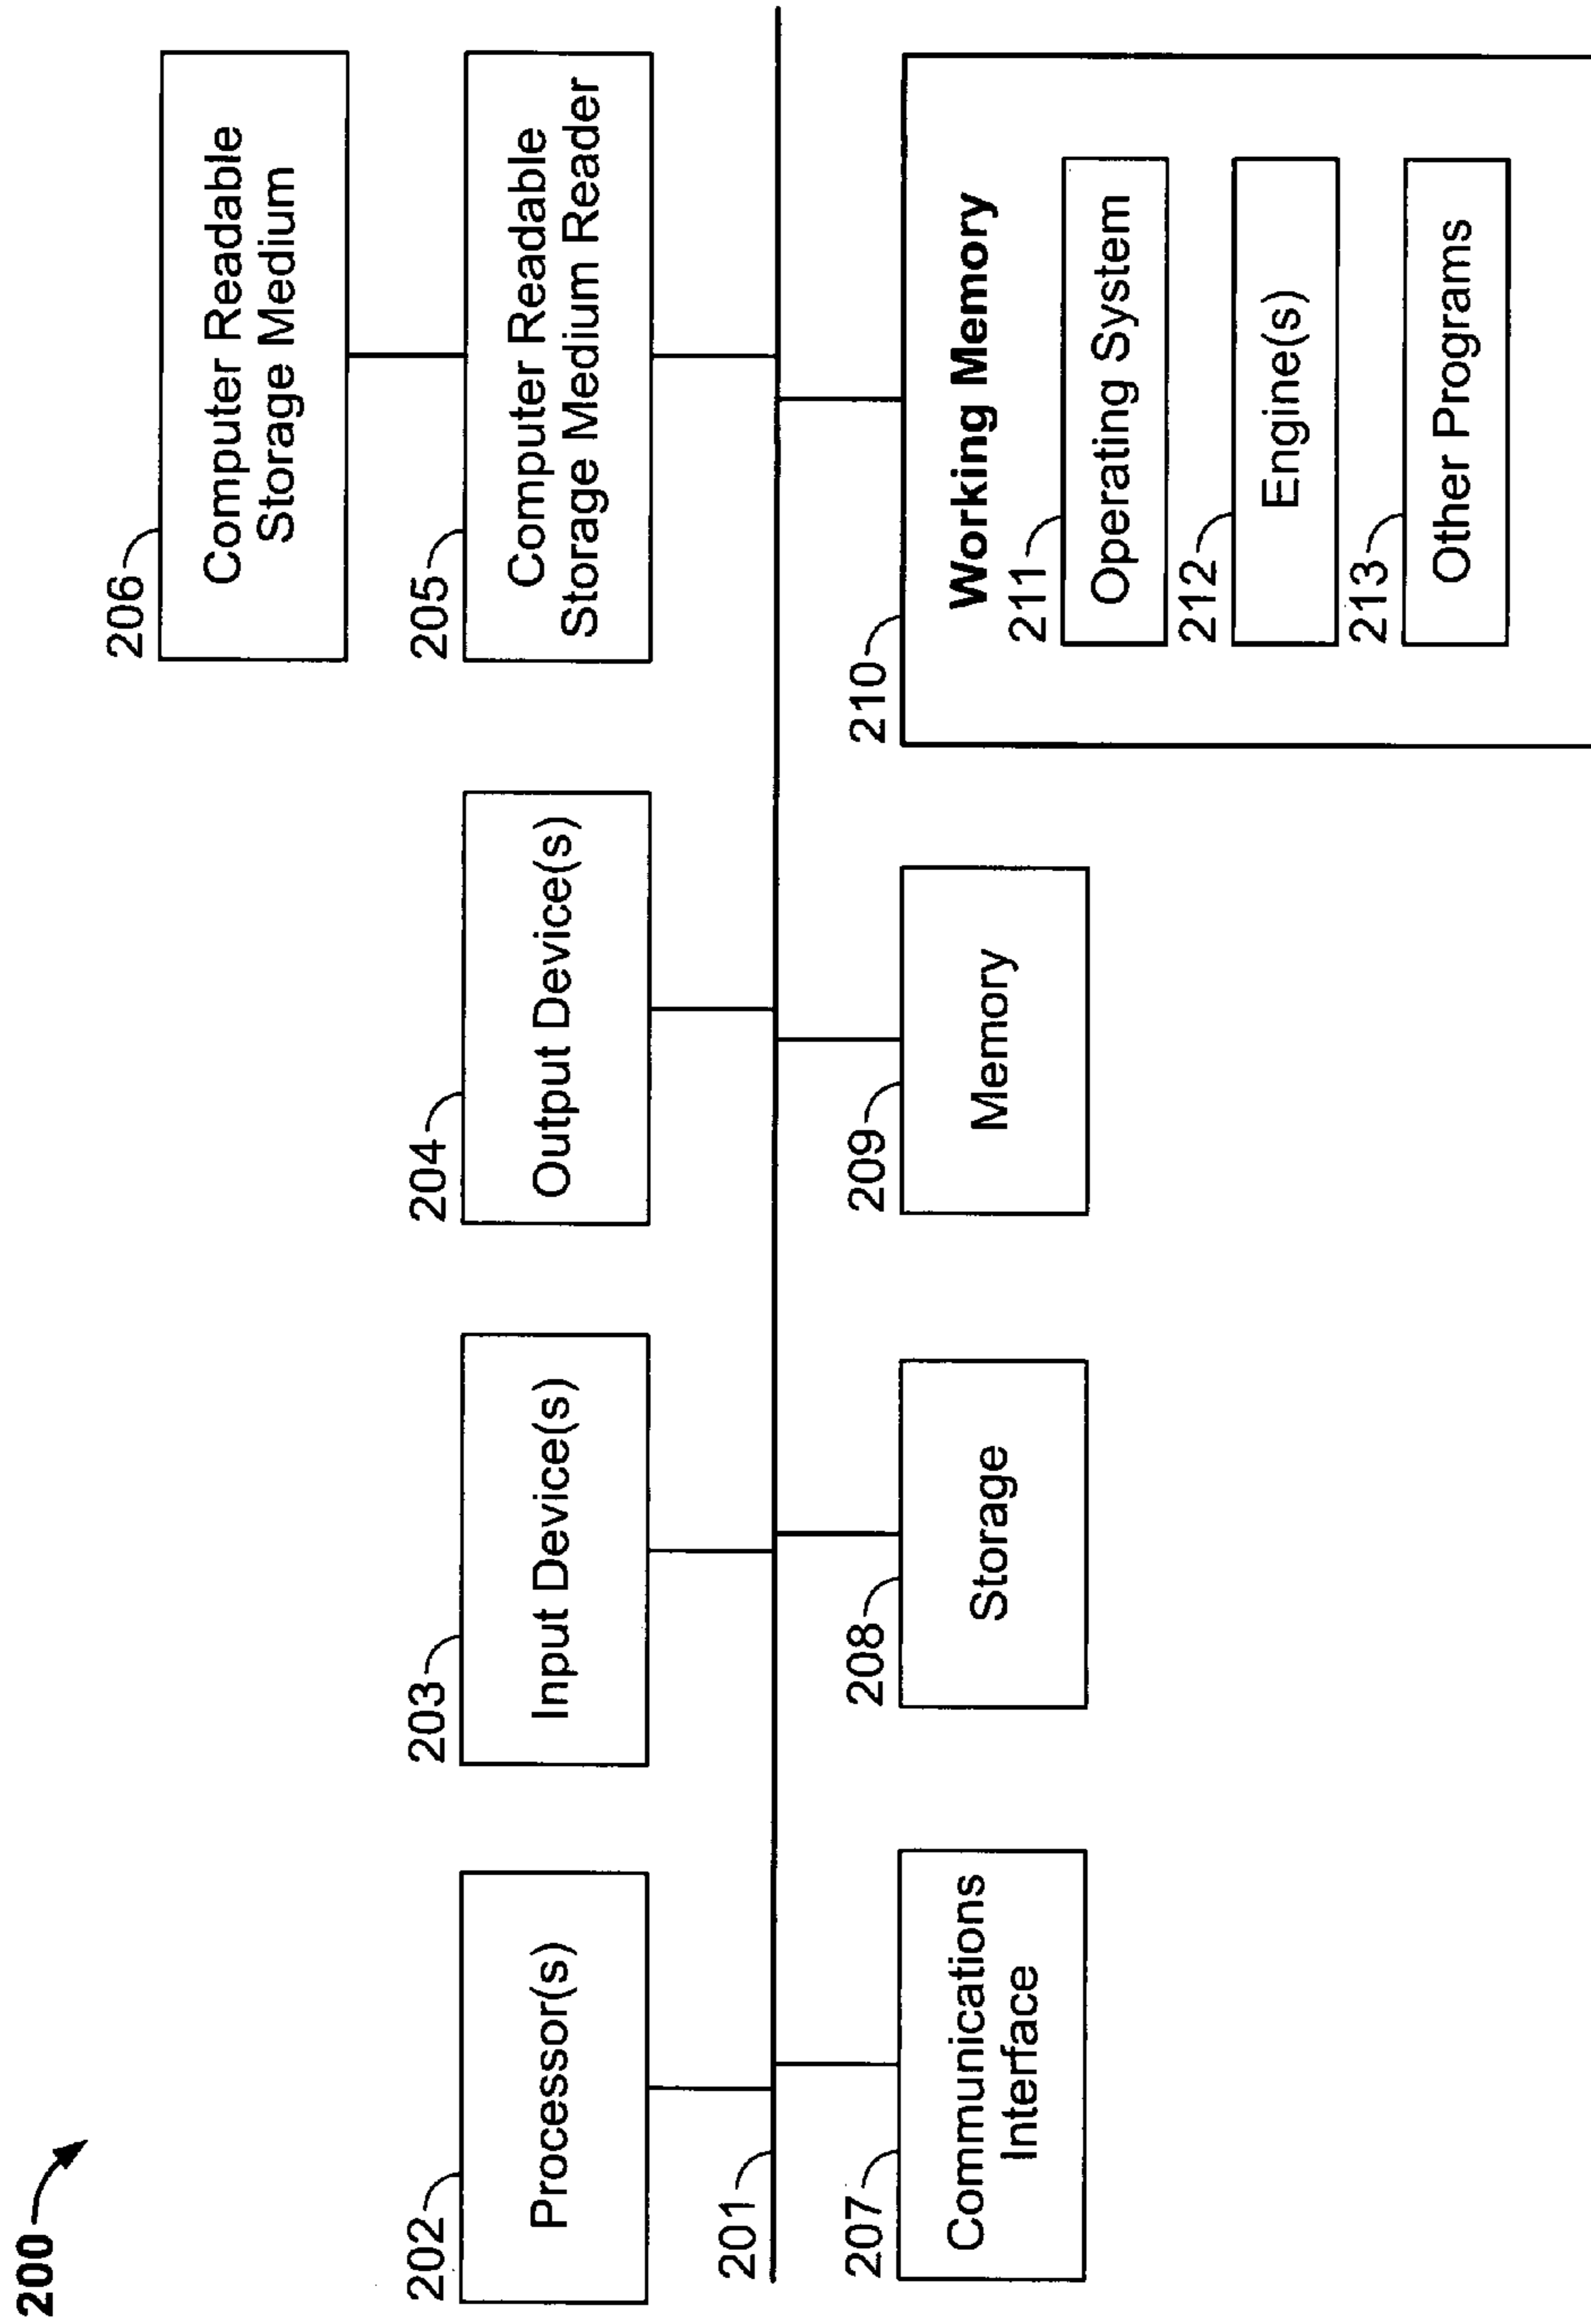 200
206
Computer Readable
Storage Medium
202
Processor(s)
203
Input Device(s)
204
Output Device(s)
205
Computer Readable
Storage Medium Reader
201
207
Communications
Interface
208
Storage
209
Memory
210
Working Memory
211
Operating System
212
Engine(s)
213
Other Programs